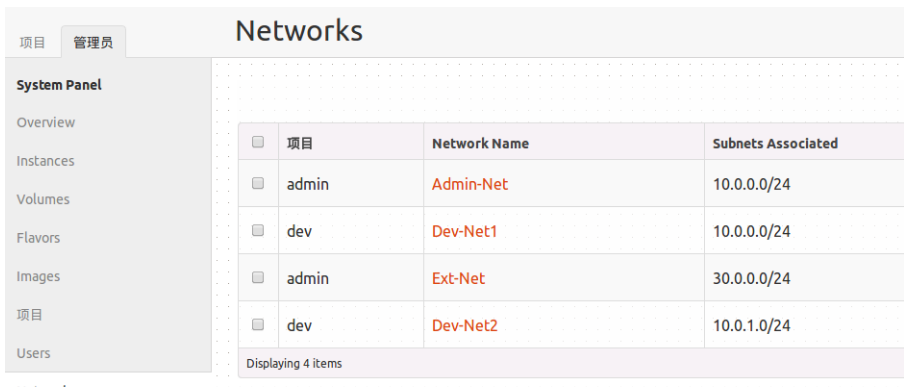 项目 管理员
Networks
System Panel
Overview
Instances
Volumes
Flavors
Images
项目
Users
项目 Network Name Subnets Associated
admin Admin-Net 10.0.0.0/24
dev Dev-Net1 10.0.0.0/24
admin Ext-Net 30.0.0.0/24
dev Dev-Net2 10.0.1.0/24
Displaying 4 items